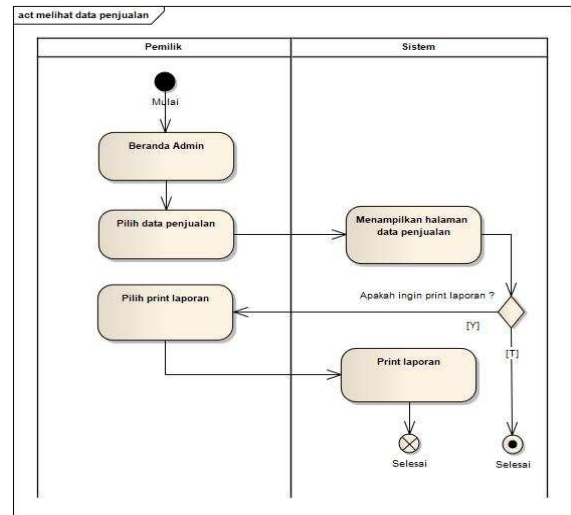 act melihat data penjualan
Pemilik
Sistem
Mulai
Beranda Admin
Pilih data penjualan
Menampilkan halaman
data penjualan
Pilih print laporan
Apakah ingin print laporan ?
[Y]
[T]
Print laporan
Selesai
Selesai